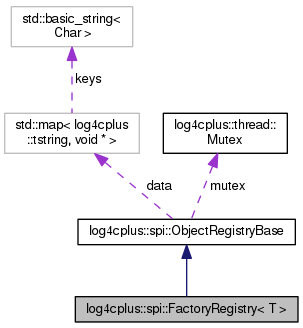 std::basic_string<
Char >
keys
std::map< log4cplus
::tstring, void * >
log4cplus::thread::
Mutex
data
mutex
log4cplus::spi::ObjectRegistryBase
log4cplus::spi::FactoryRegistry< T >